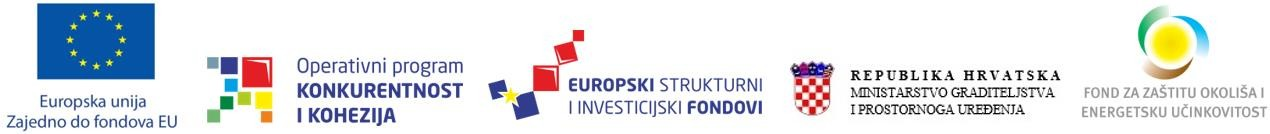 Europska unija
Zajedno do fondova EU
Operativni program
KONKURENTNOST
I KOHEZIJA
EUROPSKI STRUKTURNI
I INVESTICIJSKI FONDOVI
REPUBLIKA HRVATSKA
MINISTARSTVO GRADITELJSTVA
I PROSTORNOGA UREĐENJA
FOND ZA ZAŠTITU OKOLIŠA I
ENERGETSKU UČINKOVITOST